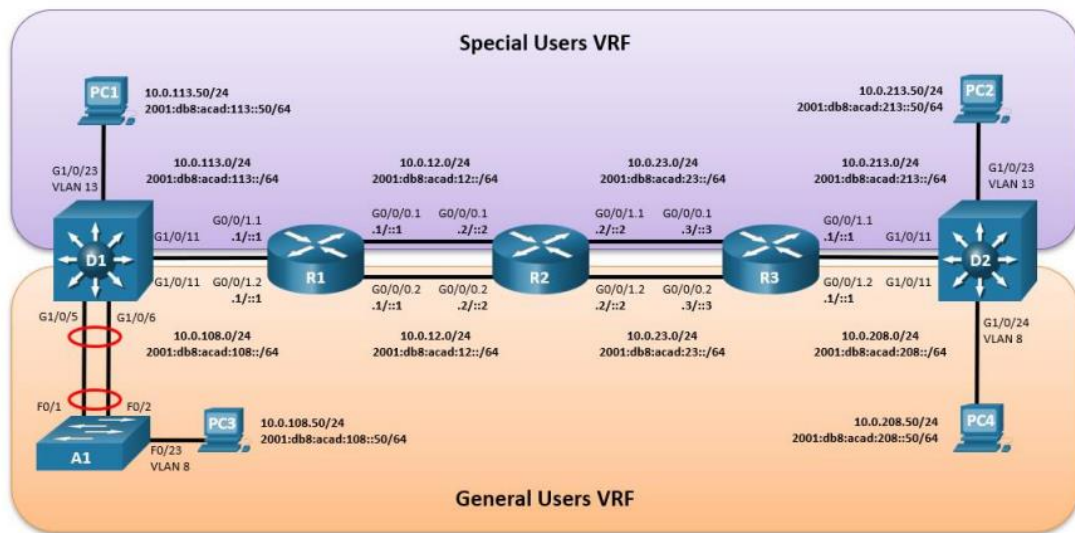 Special Users VRF
PC1
10.0.113.50/24
2001:db8:acad:113::50/64
10.0.213.50/24
2001:db8:acad:213::50/64
PC2
G1/0/23
VLAN 13
10.0.113.0/24
2001:db8:acad:113::/64
10.0.12.0/24
2001:db8:acad:12::/64
10.0.23.0/24
2001:db8:acad:23::/64
10.0.213.0/24
2001:db8:acad:213::/64
G1/0/23
VLAN 13
D1
G1/0/11
G0/0/1.1
.1/::1
R1
G0/0/0.1
.1/::1
G0/0/0.1
.2/::2
R2
G0/0/1.1
.2/::2
G0/0/0.1
.3/::3
R3
G0/0/1.1
.1/::1
G1/0/11
D2
G1/0/11
G0/0/1.2
.1/::1
G0/0/0.2
.1/::1
G0/0/0.2
.2/::2
G0/0/1.2
.2/::2
G0/0/0.2
.3/::3
G0/0/1.2
.1/::1
G1/0/11
G1/0/5
G1/0/6
10.0.108.0/24
2001:db8:acad:108::/64
10.0.12.0/24
2001:db8:acad:12::/64
10.0.23.0/24
2001:db8:acad:23::/64
10.0.208.0/24
2001:db8:acad:208::/64
G1/0/24
VLAN 8
F0/1
F0/2
A1
F0/23
VLAN 8
PC3
10.0.108.50/24
2001:db8:acad:108::50/64
10.0.208.50/24
2001:db8:acad:208::50/64
PC4
General Users VRF